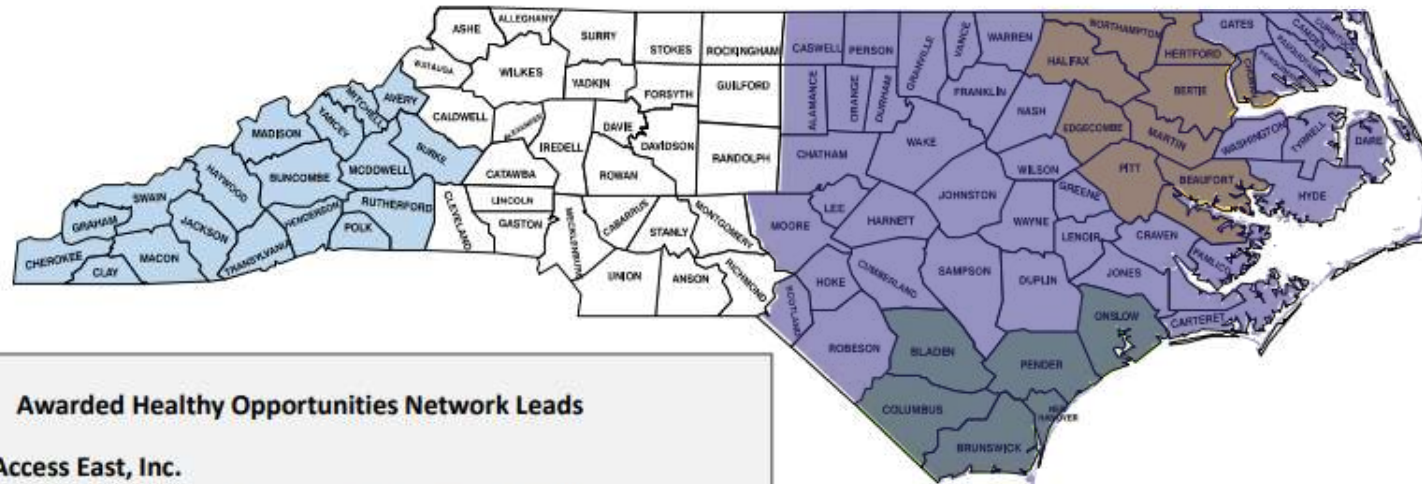 ASHE
ALLEGHANY
SURRY
STOKES
ROCKINGHAM
CASWELL
PERSON
GRANVILLE
VANCE
WARREN
NORTHAMPTON
GATES
CAMDEN
HALIFAX
HERTFORD
WATAUGA
WILKES
YADKIN
FORSYTH
GUILFORD
ALAMANCE
ORANGE
DURHAM
FRANKLIN
NASH
BERTIE
MITCHELL
AVERY
YANCEY
CALDWELL
ALEXANDER
DAVIE
IREDELL
DAVIDSON
RANDOLPH
CHATHAM
WAKE
EDGECOMBE
MARTIN
WASHINGTON
TYRRELL
DARE
MADISON
BURKE
MCDOWELL
BUNCOMBE
HAYWOOD
CATAWBA
ROWAN
WILSON
PITT
BEAUFORT
HYDE
SWAIN
RUTHERFORD
LINCOLN
JOHNSTON
GREENE
GRAHAM
JACKSON
HENDERSON
POLK
CLEVELAND
GASTON
MECKLENBURG
CABARRUS
STANLY
MONTGOMERY
MOORE
LEE
HARNETT
WAYNE
LENOIR
CRAVEN
PAMLICO
CHEROKEE
CLAY
MACON
TRANSYLVANIA
UNION
ANSON
RICHMOND
HOKE
CUMBERLAND
SAMPSON
DUPLIN
JONES
SCOTLAND
ROBESON
BLADEN
PENDER
ONSLOW
CARTERET
COLUMBUS
HANOVER
BRUNSWICK
Awarded Healthy Opportunities Network Leads
Access East, Inc.